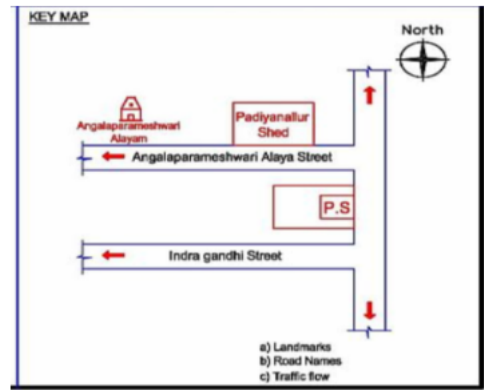 KEY MAP
North
Angalaparameshwari
Alayam
Padiyanallur
Shed
Angalaparameshwari Alaya Street
P.S
Indra gandhi Street
a) Landmarks
b) Road Names
c) Traffic flow